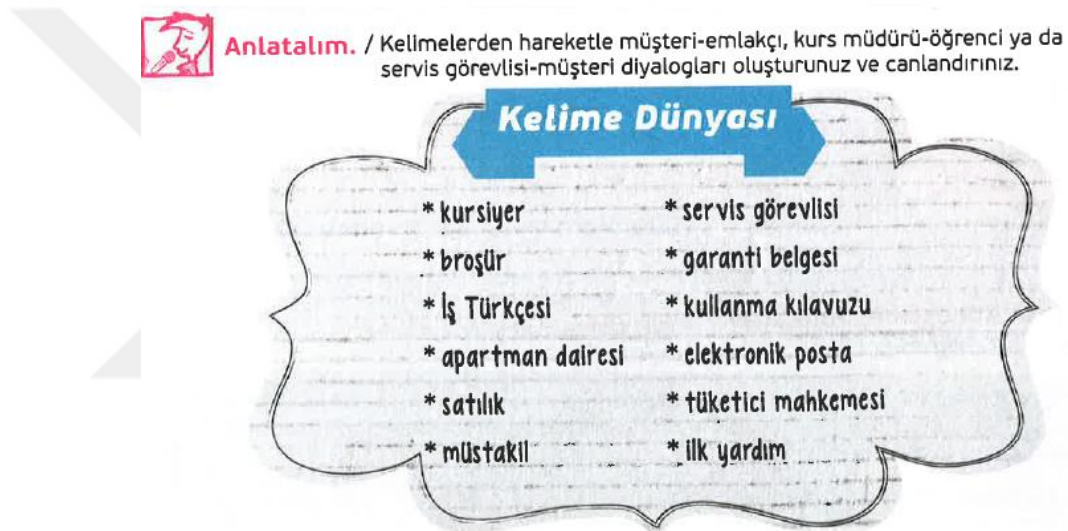 Anlatalım. / Kelimelerden hareketle müşteri-emlakçı, kurs müdürü-öğrenci ya da
servis görevlisi-müşteri diyalogları oluşturunuz ve canlandırınız.
Kelime Dünyası
* kursiyer
* broşür
* İş Türkçesi
* apartman dairesi
* satılık
* müstakil
* servis görevlisi
* garanti belgesi
* kullanma kılavuzu
* elektronik posta
* tüketici mahkemesi
* ilk yardım